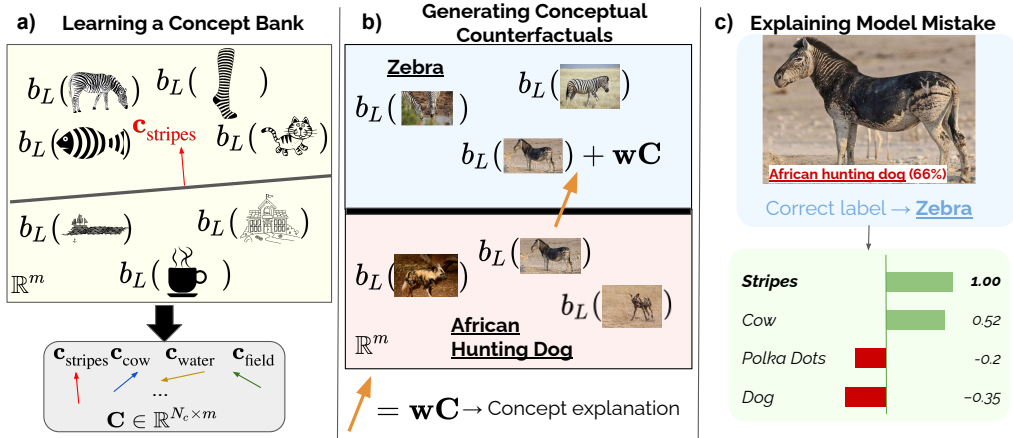 a) Learning a Concept Bank
b_L( ) b_L( )
b_L( ) c_stripes b_L( )
b_L( ) b_L( )
b_L( )
ℝ^m
c_stripes c_cow c_water c_field
...
C ∈ ℝ^{N_c×m}
b) Generating Conceptual
Counterfactuals
Zebra
b_L( ) b_L( )
b_L( ) + wC
b_L( )
b_L( )
b_L( )
African
Hunting Dog
ℝ^m
= wC → Concept explanation
c) Explaining Model Mistake
African hunting dog (66%)
Correct label → Zebra
Stripes 1.00
Cow 0.52
Polka Dots -0.2
Dog −0.35